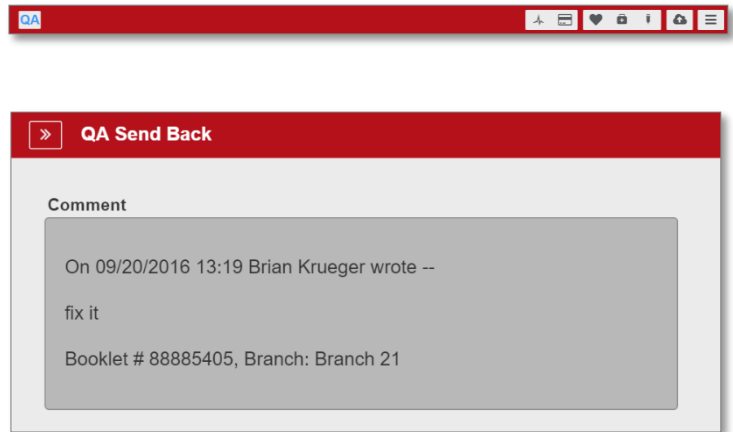 QA
QA Send Back
Comment
On 09/20/2016 13:19 Brian Krueger wrote --
fix it
Booklet # 88885405, Branch: Branch 21